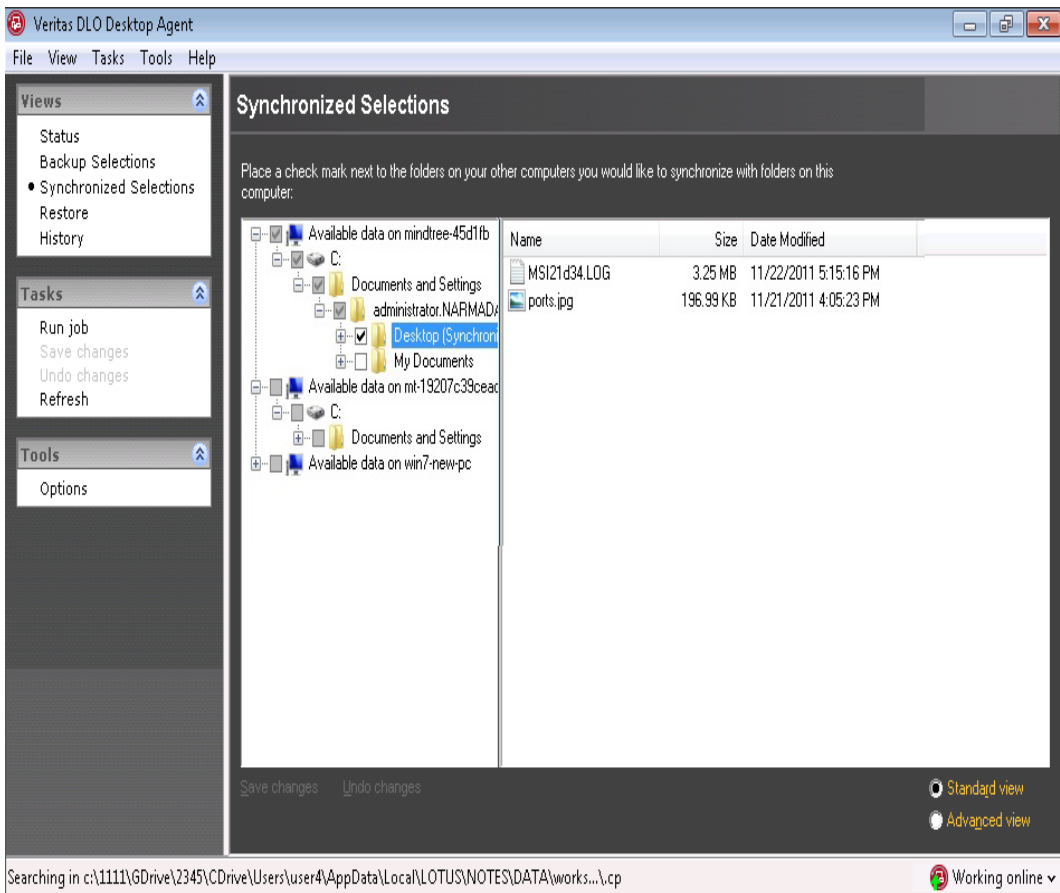 Veritas DLO Desktop Agent
File View Tasks Tools Help
Views
Status
Backup Selections
Synchronized Selections
Restore
History
Tasks
Run job
Save changes
Undo changes
Refresh
Tools
Options
Synchronized Selections
Place a check mark next to the folders on your other computers you would like to synchronize with folders on this
computer:
Available data on mindtree-45d1fb
C:
Documents and Settings
administrator.NARMADA
Desktop (Synchroni
My Documents
Available data on mt-19207c39cead
C:
Documents and Settings
Available data on win7-new-pc
Name Size Date Modified
MSI21d34.LOG 3.25 MB 11/22/2011 5:15:16 PM
ports.jpg 196.99 KB 11/21/2011 4:05:23 PM
Save changes Undo changes
Standard view
Advanced view
Searching in c:\1111\GDrive\2345\CDrive\Users\user4\AppData\Local\LOTUS\NOTES\DATA\works...\.cp
Working online